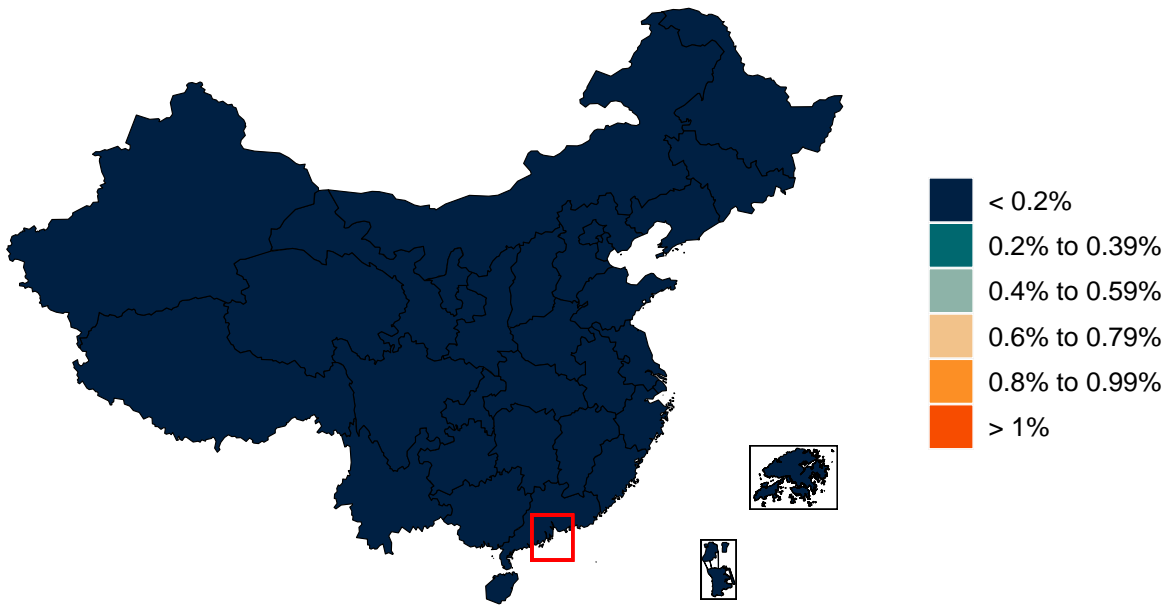 < 0.2%
0.2% to 0.39%
0.4% to 0.59%
0.6% to 0.79%
0.8% to 0.99%
> 1%